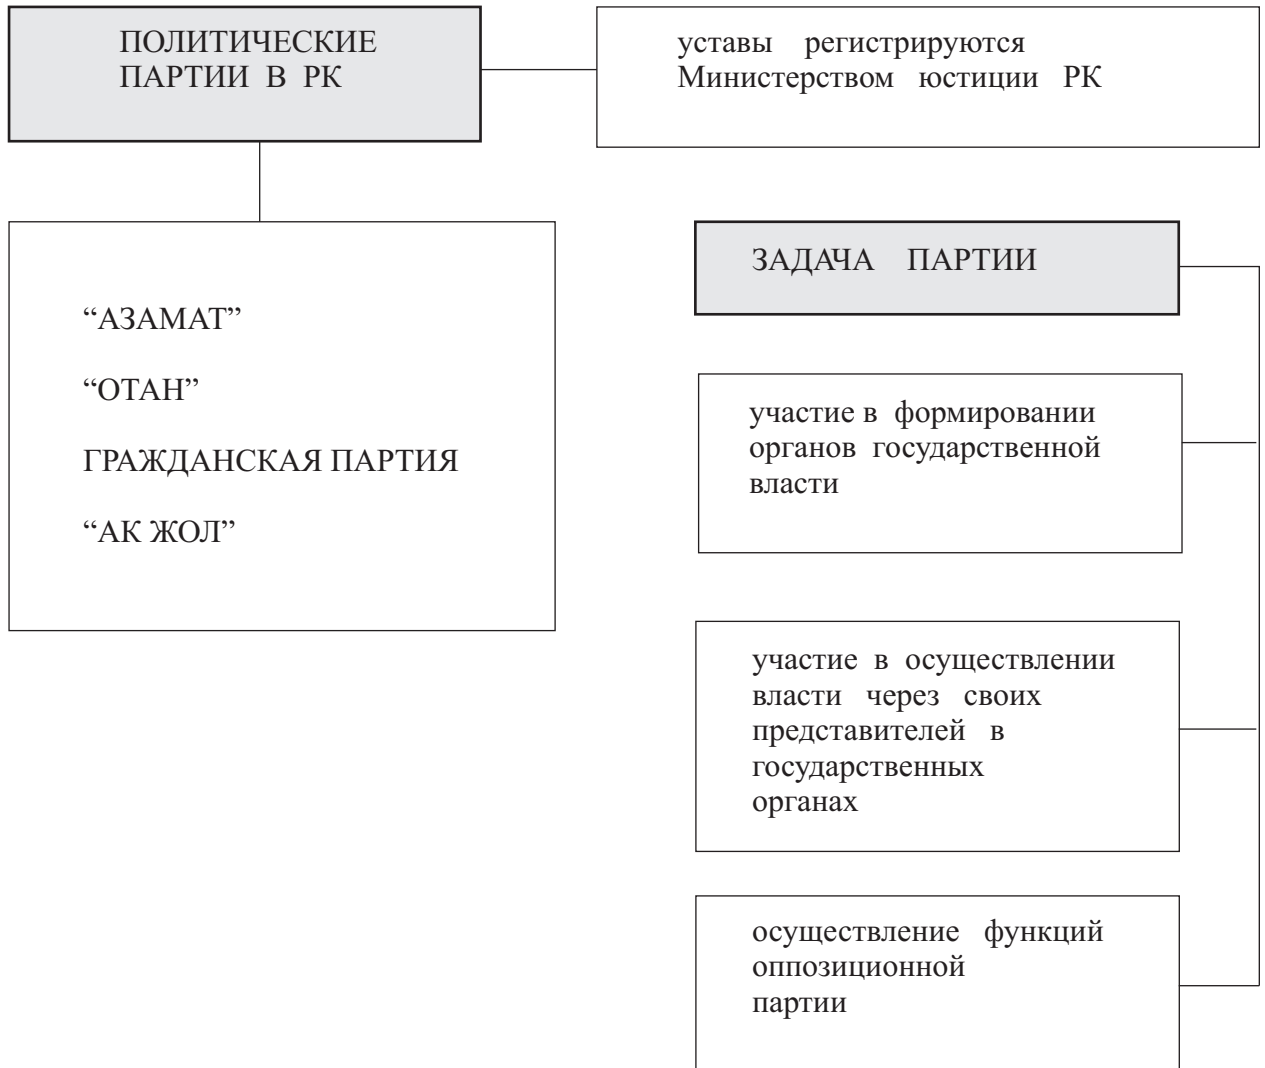 ПОЛИТИЧЕСКИЕ
ПАРТИИ В РК
уставы регистрируются
Министерством юстиции РК
“АЗАМАТ”
“ОТАН”
ГРАЖДАНСКАЯ ПАРТИЯ
“АК ЖОЛ”
ЗАДАЧА ПАРТИИ
участие в формировании
органов государственной
власти
участие в осуществлении
власти через своих
представителей в
государственных
органах
осуществление функций
оппозиционной
партии